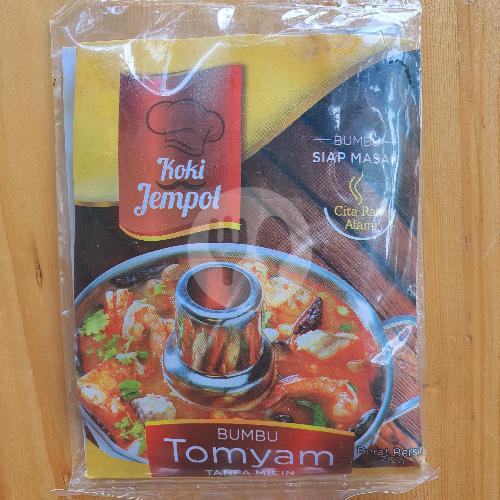 Koki
Jempol
BUMBU
SIAP MASAK
Cita Rasa
Alami
BUMBU
Tomyam
TANPA MICIN
Berat Bersih